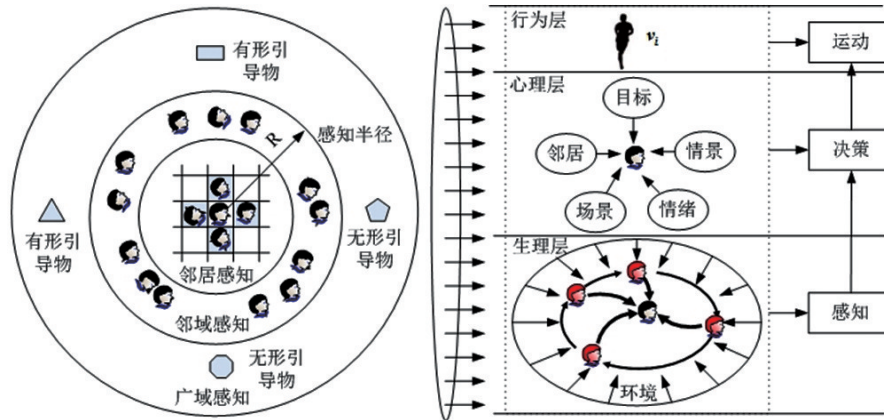 有形引
导物
感知半径
R
有形引
导物
无形引
导物
邻居感知
邻域感知
无形引
导物
广域感知
行为层
v_i
运动
心理层
目标
邻居
情景
场景
情绪
决策
生理层
环境
感知